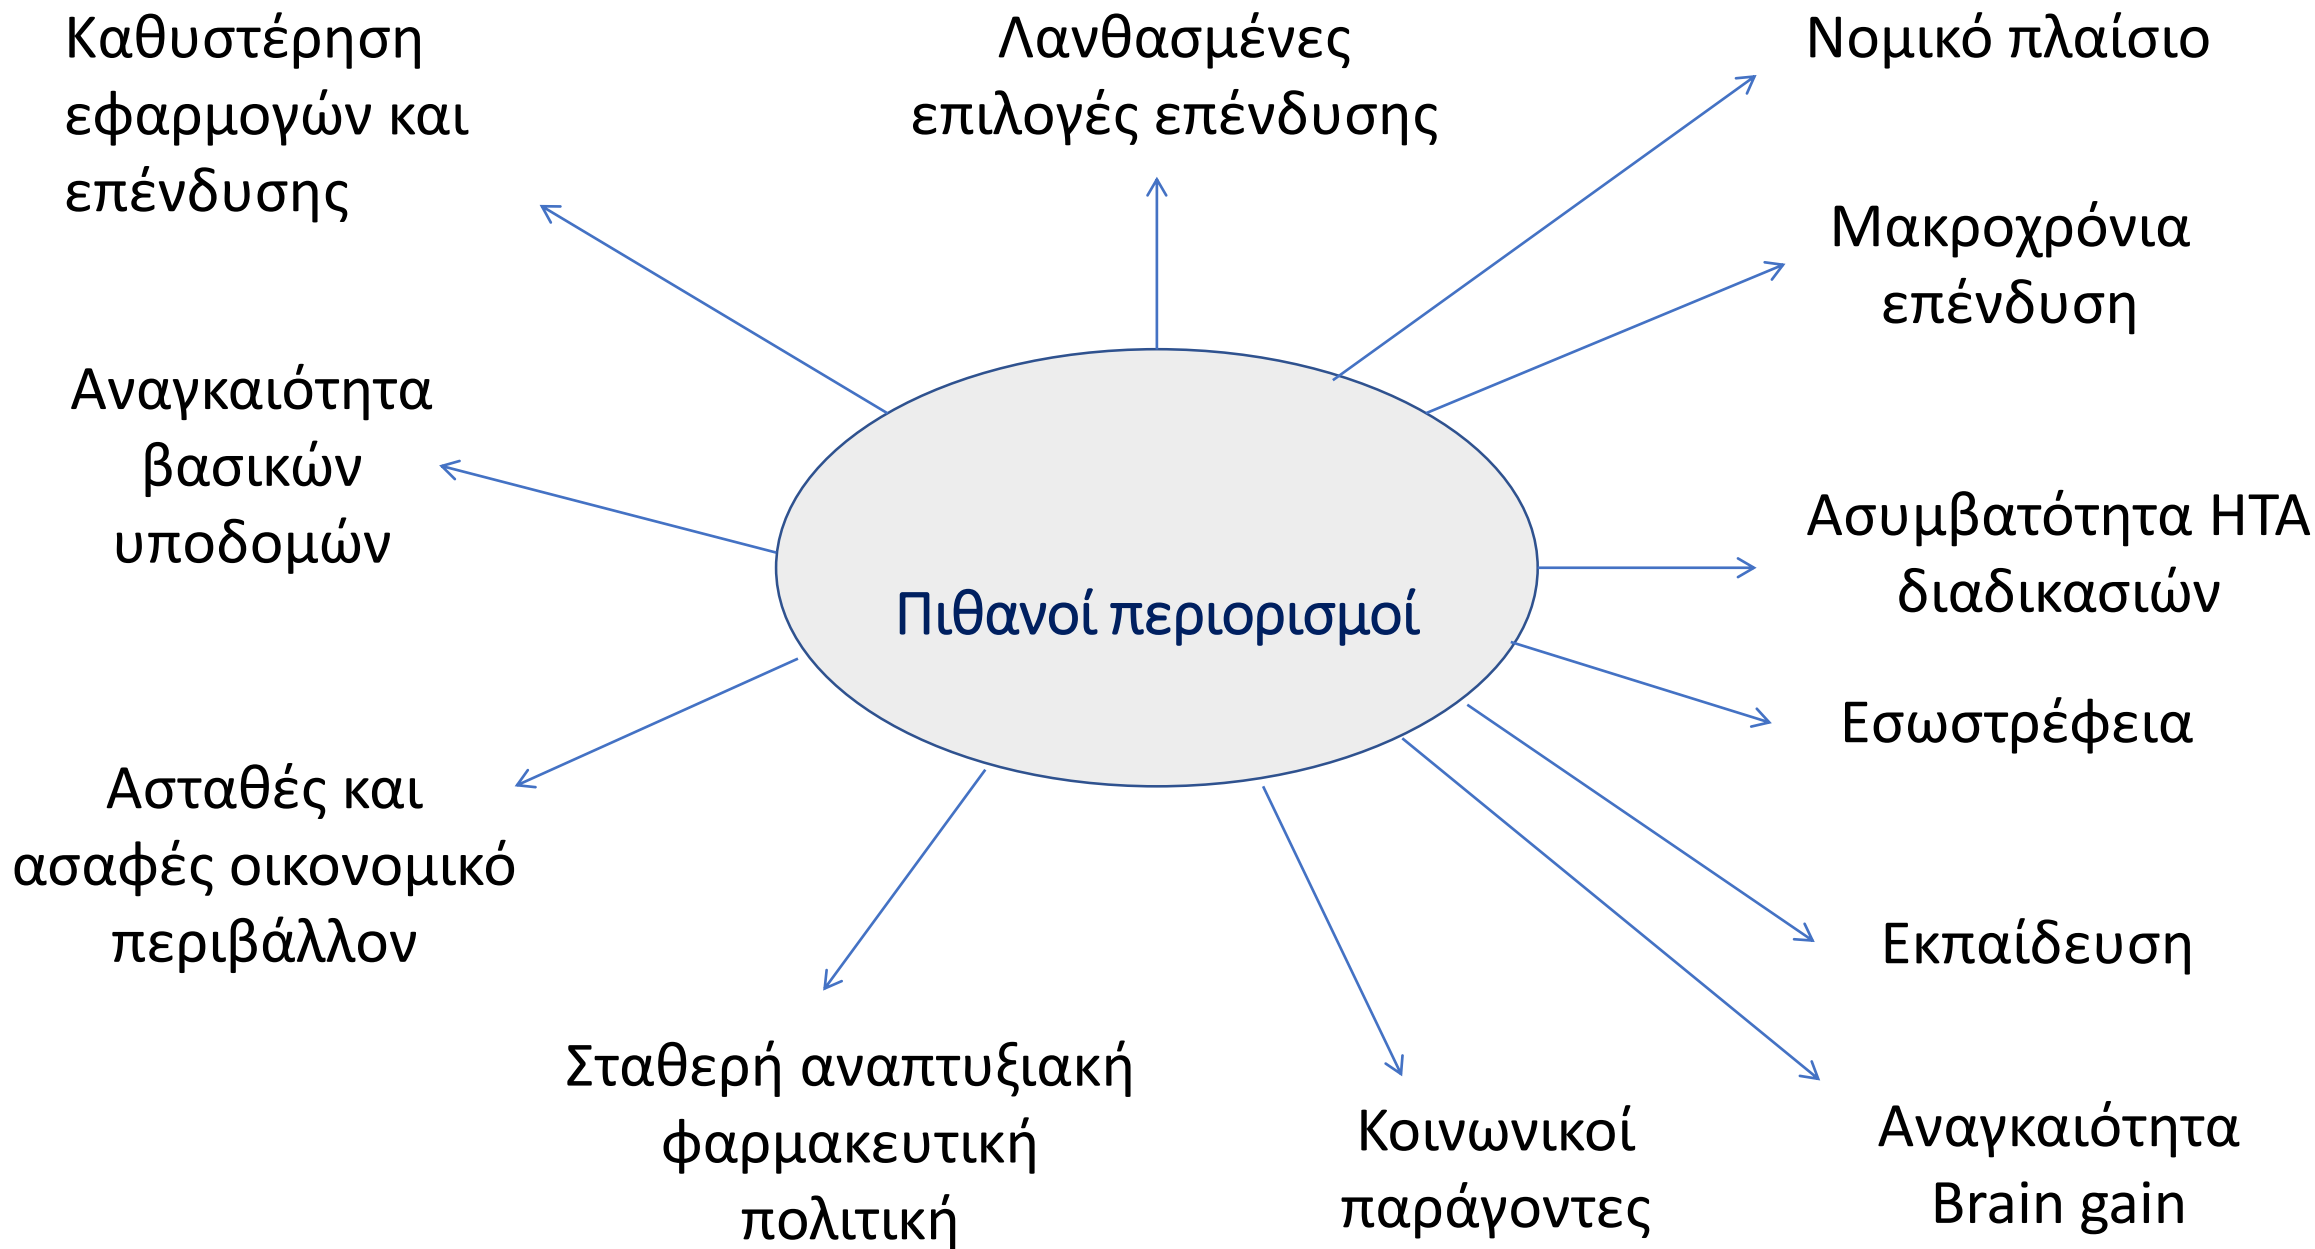 Καθυστέρηση
εφαρμογών και
επένδυσης
Λανθασμένες
επιλογές επένδυσης
Νομικό πλαίσιο
Μακροχρόνια
επένδυση
Αναγκαιότητα
βασικών
υποδομών
Ασυμβατότητα HTA
διαδικασιών
Πιθανοί περιορισμοί
Εσωστρέφεια
Ασταθές και
ασαφές οικονομικό
περιβάλλον
Εκπαίδευση
Σταθερή αναπτυξιακή
φαρμακευτική
πολιτική
Κοινωνικοί
παράγοντες
Αναγκαιότητα
Brain gain